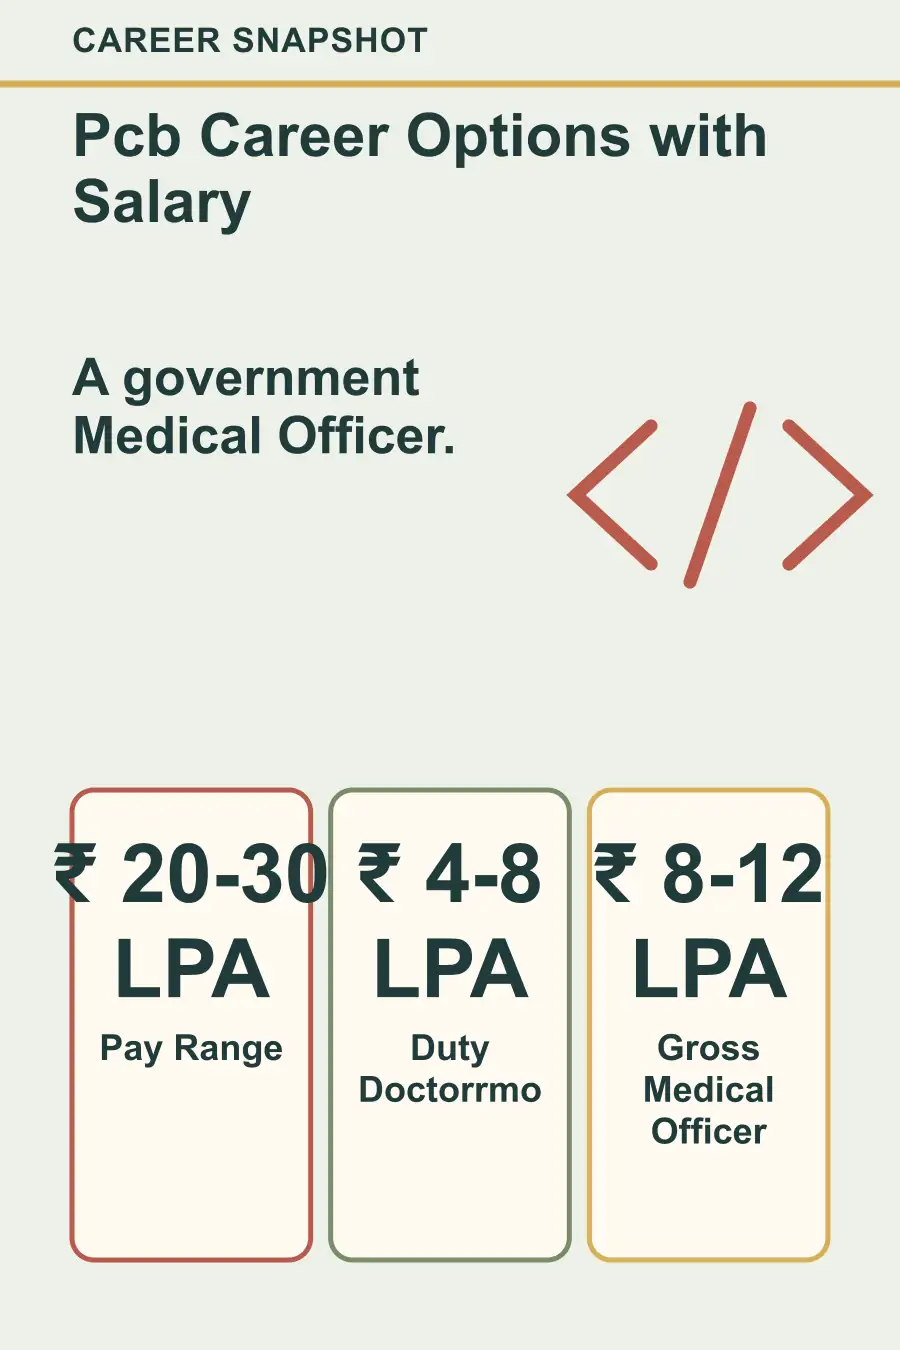 CAREER SNAPSHOT
Pcb Career Options with
Salary
A government
Medical Officer.
</>
₹ 20-30
LPA
Pay Range
₹ 4-8
LPA
Duty
Doctorrmo
₹ 8-12
LPA
Gross
Medical
Officer